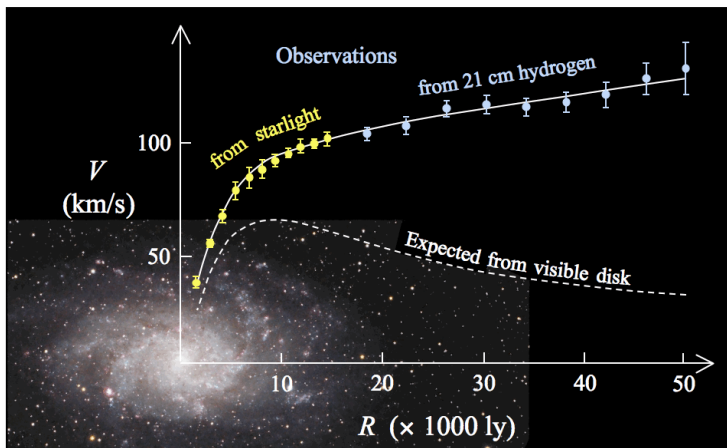 Observations
from starlight
from 21 cm hydrogen
100
V
(km/s)
50
Expected from visible disk
10
20
30
40
50
R (× 1000 ly)